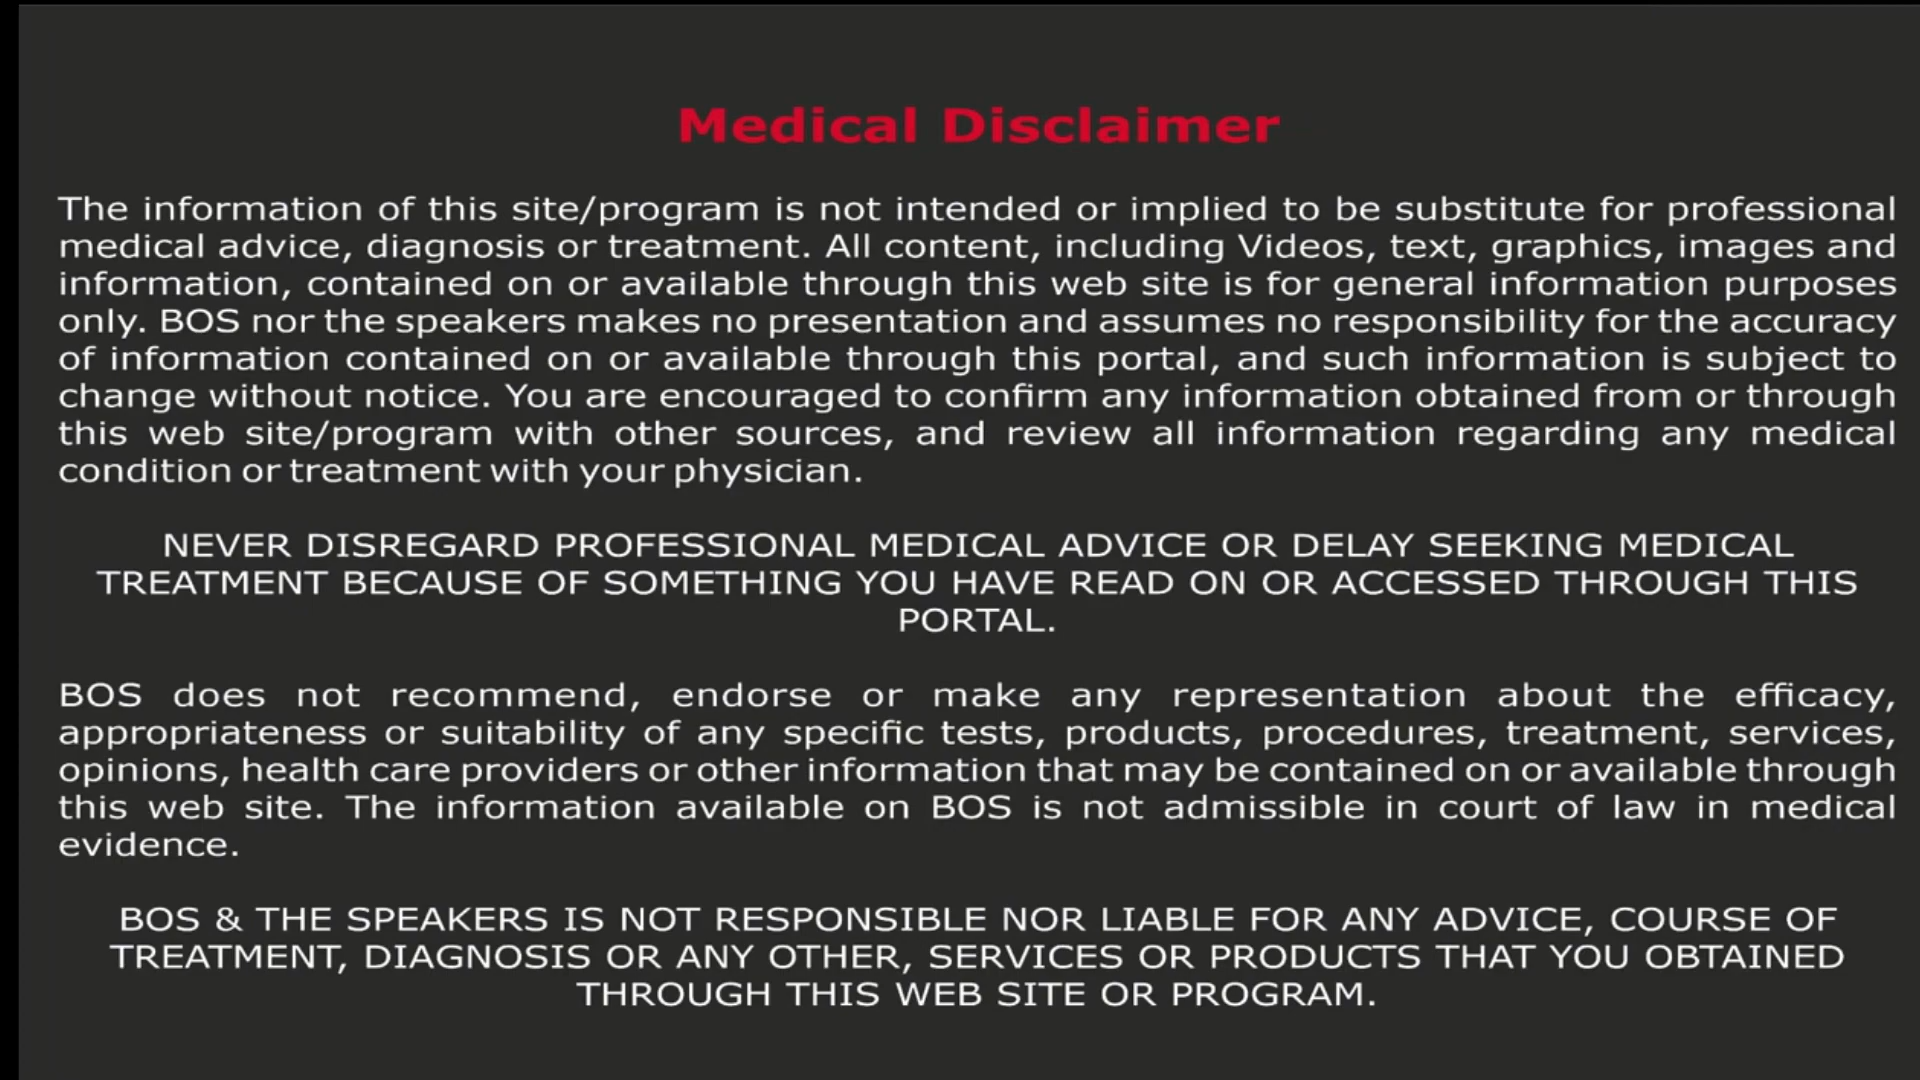 Medical Disclaimer
The information of this site/program is not intended or implied to be substitute for professional
medical advice, diagnosis or treatment. All content, including Videos, text, graphics, images and
information, contained on or available through this web site is for general information purposes
only. BOS nor the speakers makes no presentation and assumes no responsibility for the accuracy
of information contained on or available through this portal, and such information is subject to
change without notice. You are encouraged to confirm any information obtained from or through
this web site/program with other sources, and review all information regarding any medical
condition or treatment with your physician.
NEVER DISREGARD PROFESSIONAL MEDICAL ADVICE OR DELAY SEEKING MEDICAL
TREATMENT BECAUSE OF SOMETHING YOU HAVE READ ON OR ACCESSED THROUGH THIS
PORTAL.
BOS does not recommend, endorse or make any representation about the efficacy,
appropriateness or suitability of any specific tests, products, procedures, treatment, services,
opinions, health care providers or other information that may be contained on or available through
this web site. The information available on BOS is not admissible in court of law in medical
evidence.
BOS & THE SPEAKERS IS NOT RESPONSIBLE NOR LIABLE FOR ANY ADVICE, COURSE OF
TREATMENT, DIAGNOSIS OR ANY OTHER, SERVICES OR PRODUCTS THAT YOU OBTAINED
THROUGH THIS WEB SITE OR PROGRAM.